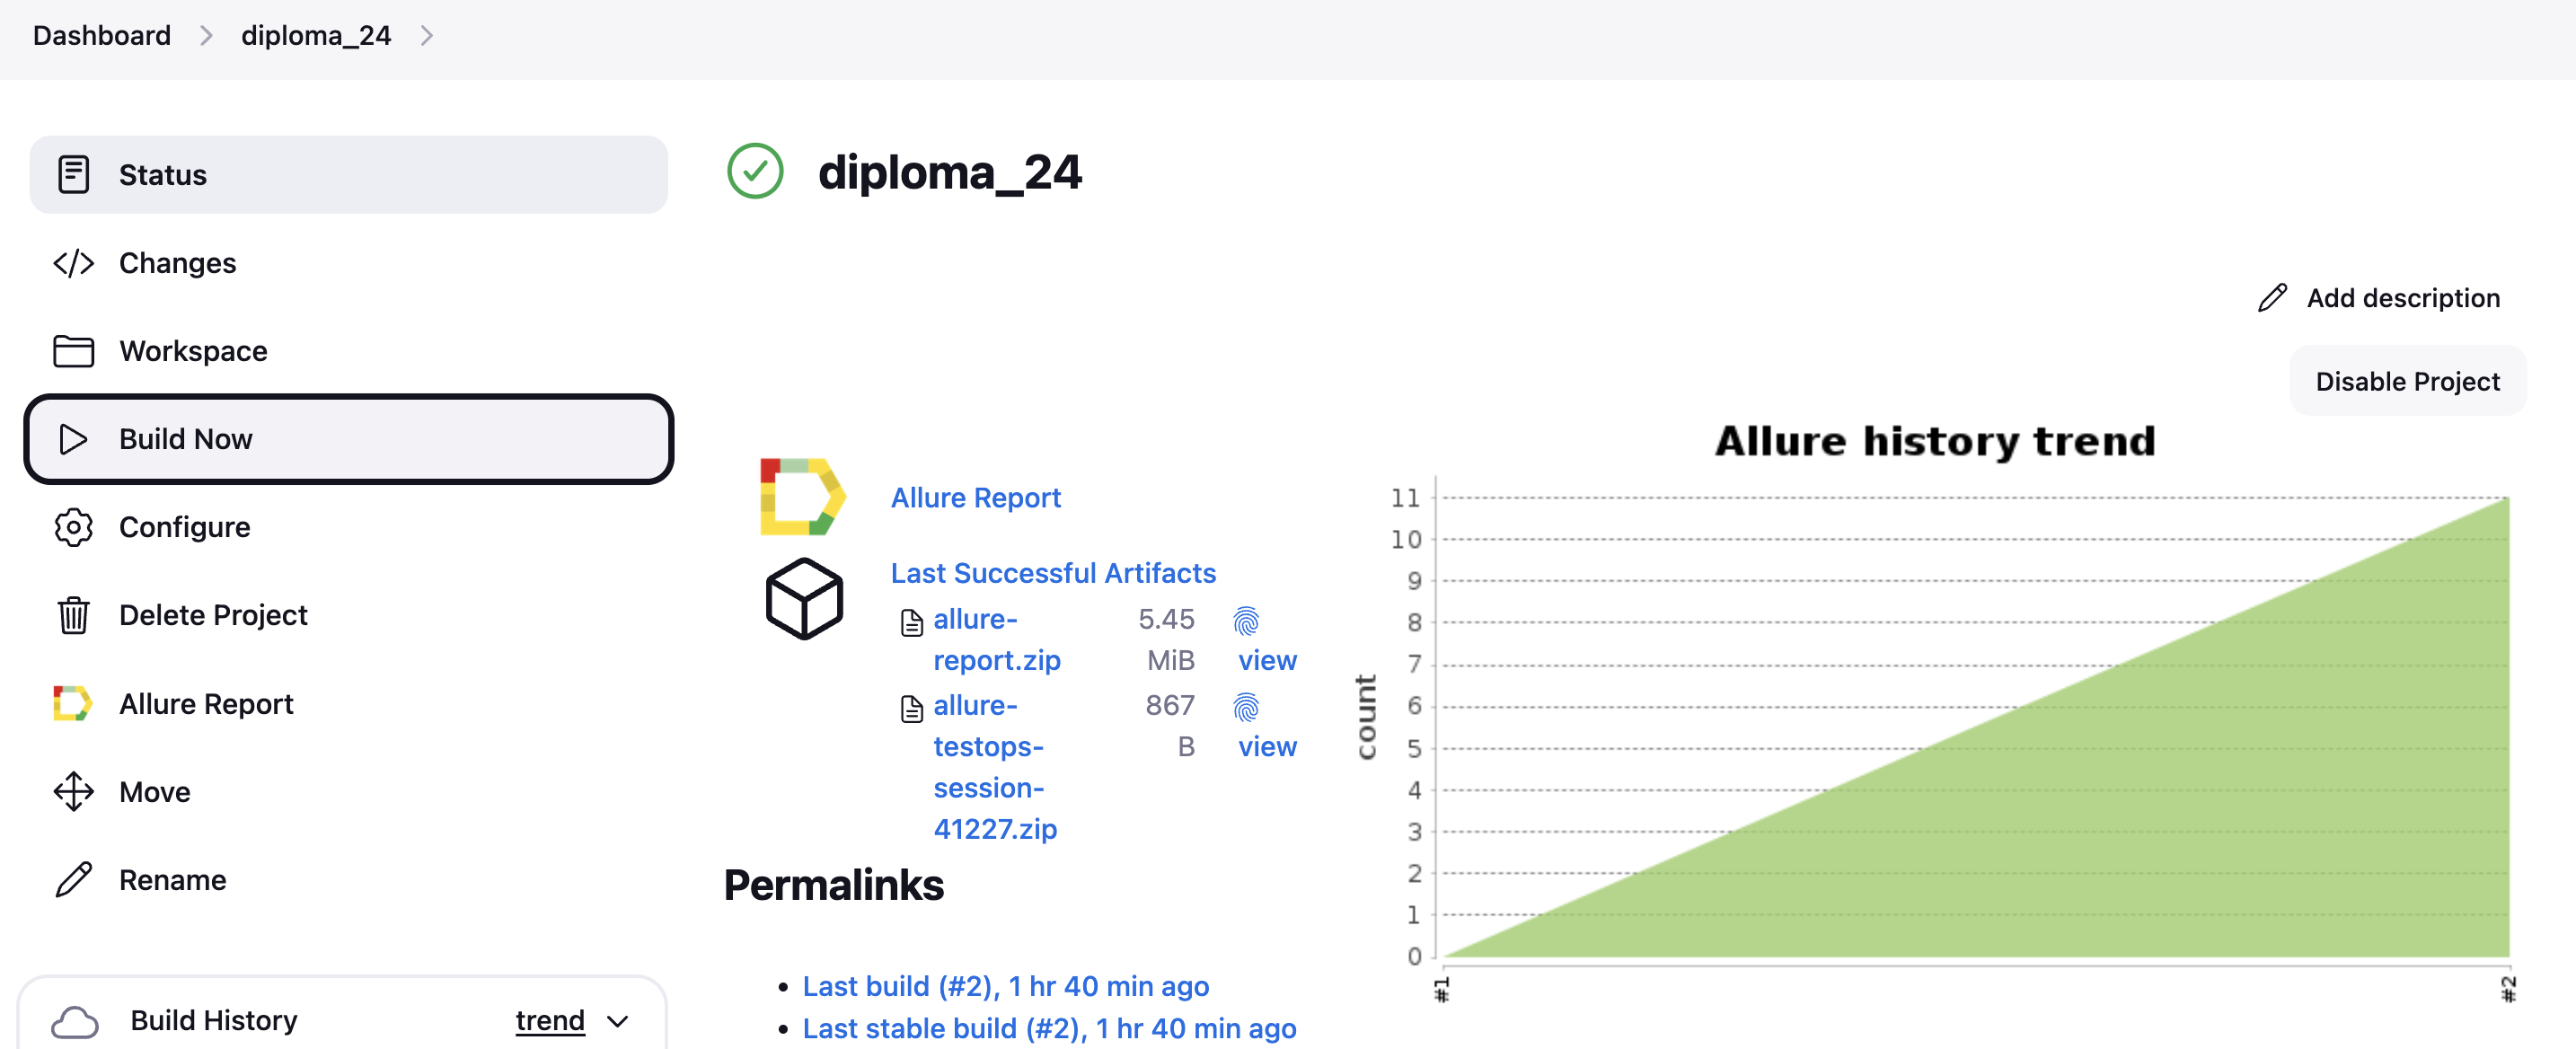 Dashboard
diploma_24
Status
Changes
Workspace
Build Now
Configure
Delete Project
Allure Report
Move
Rename
Build History
trend
diploma_24
Add description
Disable Project
Allure Report
Last Successful Artifacts
allure-
report.zip
5.45
MiB
view
allure-
testops-
session-
41227.zip
867
B
view
Permalinks
Last build (#2), 1 hr 40 min ago
Last stable build (#2), 1 hr 40 min ago
Allure history trend
count
11
10
9
8
7
6
5
4
3
2
1
0
#1
#2